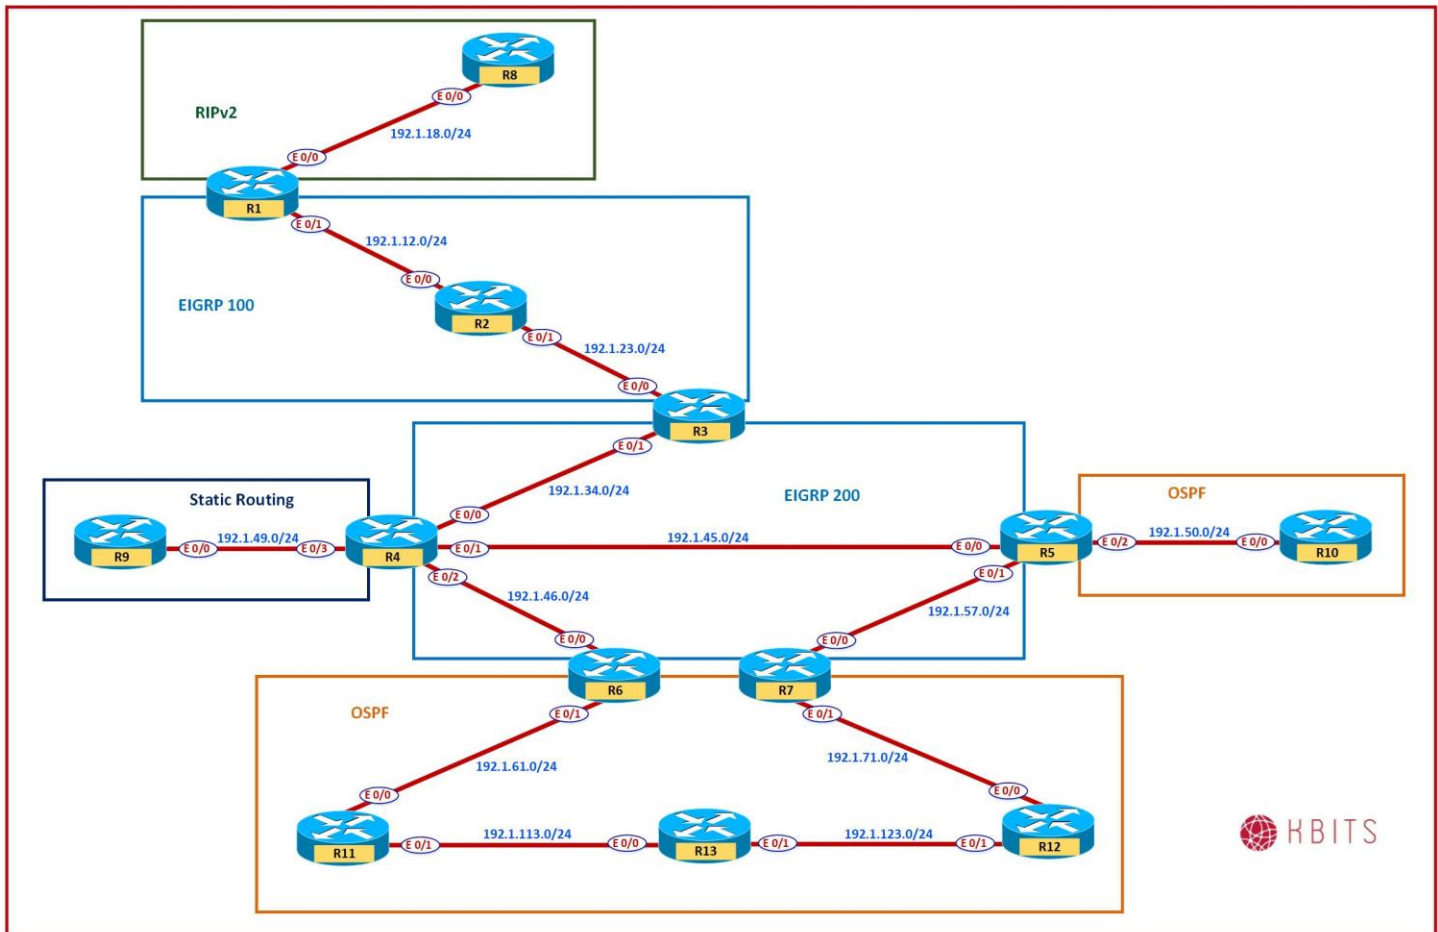 R8
E 0/0
RIPv2
192.1.18.0/24
E 0/0
R1
E 0/1
192.1.12.0/24
E 0/0
EIGRP 100
R2
E 0/1
192.1.23.0/24
E 0/0
R3
E 0/1
192.1.34.0/24
EIGRP 200
Static Routing
OSPF
E 0/0
R9
E 0/0
192.1.49.0/24
E 0/3
R4
E 0/1
192.1.45.0/24
E 0/0
R5
E 0/2
192.1.50.0/24
E 0/0
R10
E 0/2
E 0/1
192.1.46.0/24
192.1.57.0/24
E 0/0
E 0/0
R6
R7
OSPF
E 0/1
E 0/1
192.1.61.0/24
192.1.71.0/24
E 0/0
E 0/0
R11
E 0/1
192.1.113.0/24
E 0/0
R13
E 0/1
192.1.123.0/24
E 0/1
R12
KBITS